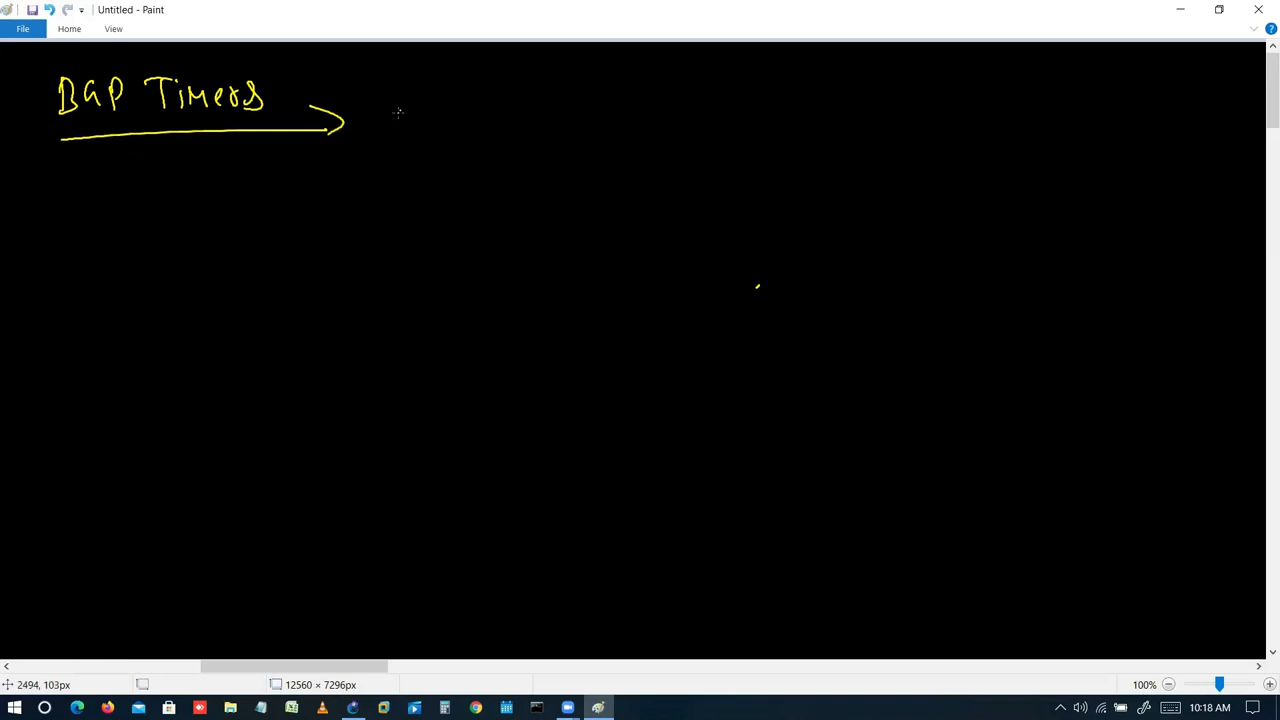 Untitled - Paint
File Home View
BGP Timers
2494, 103px
12560 × 7296px
100%
10:18 AM